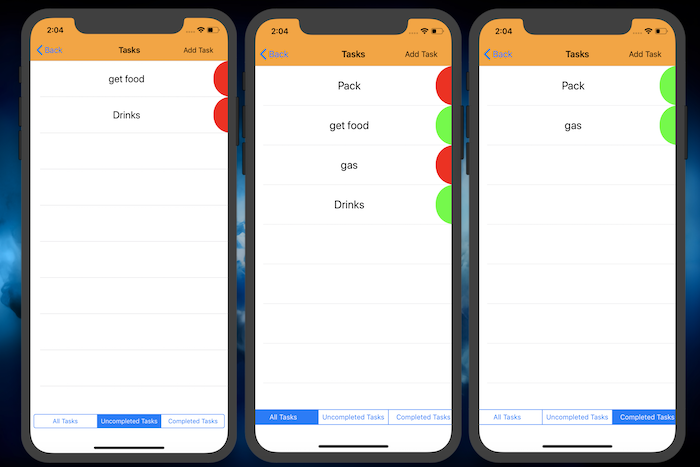 2:04
Back Tasks Add Task
get food
Drinks
All Tasks Uncompleted Tasks Completed Tasks
2:04
Back Tasks Add Task
Pack
get food
gas
Drinks
All Tasks Uncompleted Tasks Completed Tasks
2:04
Back Tasks Add Task
Pack
gas
All Tasks Uncompleted Tasks Completed Tasks